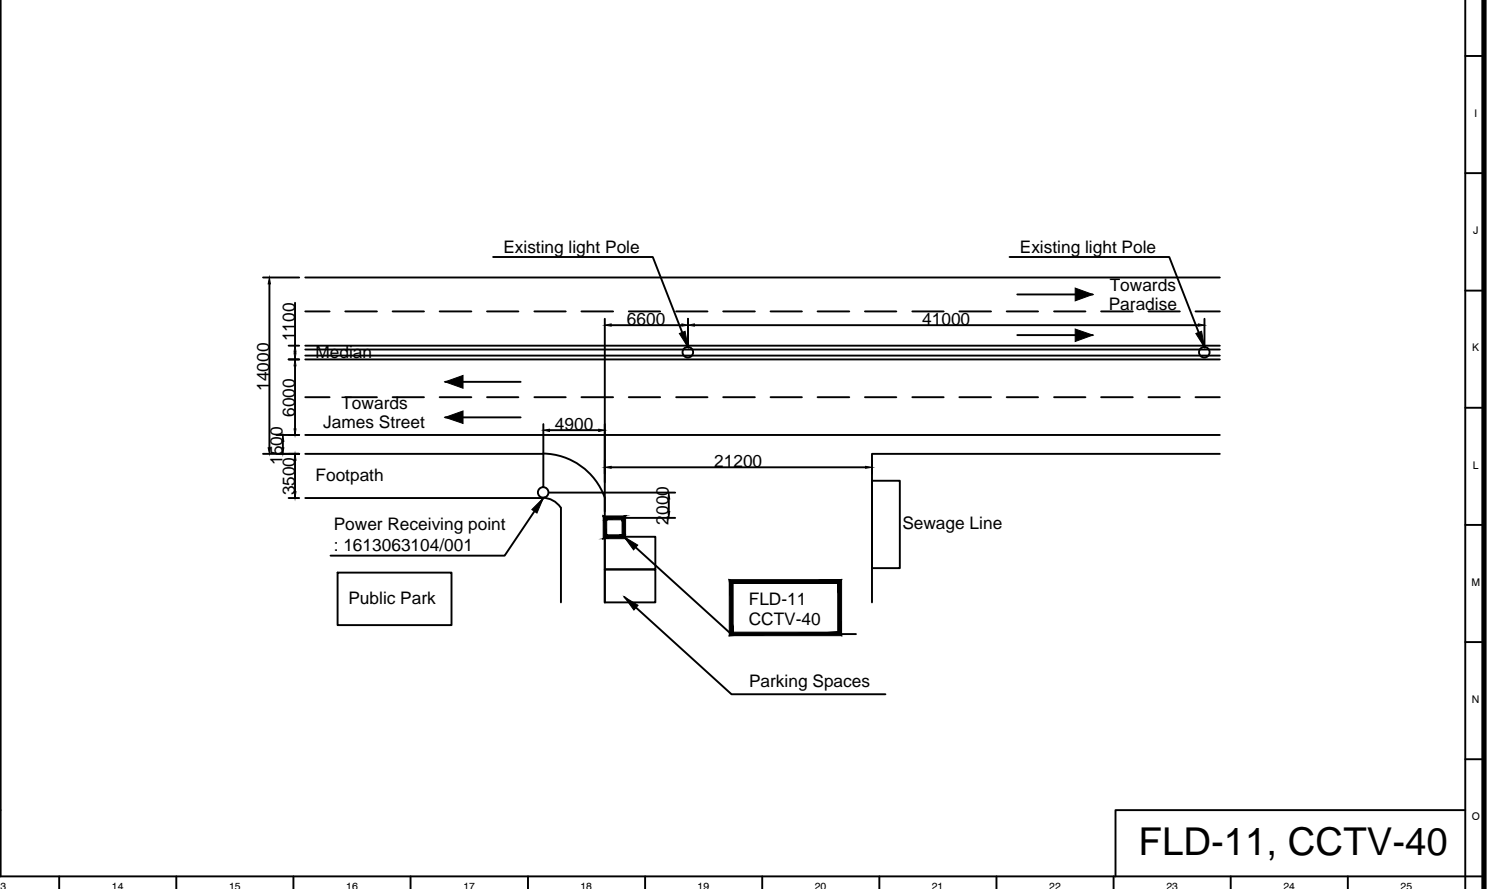 I
J
Existing light Pole
Existing light Pole
Towards
Paradise
6600
41000
1100
Median
K
14000
6000
Towards
James Street
4900
1500
21200
L
3500
Footpath
2000
Power Receiving point
: 1613063104/001
Sewage Line
Public Park
FLD-11
CCTV-40
M
Parking Spaces
N
O
FLD-11, CCTV-40
3 14 15 16 17 18 19 20 21 22 23 24 25